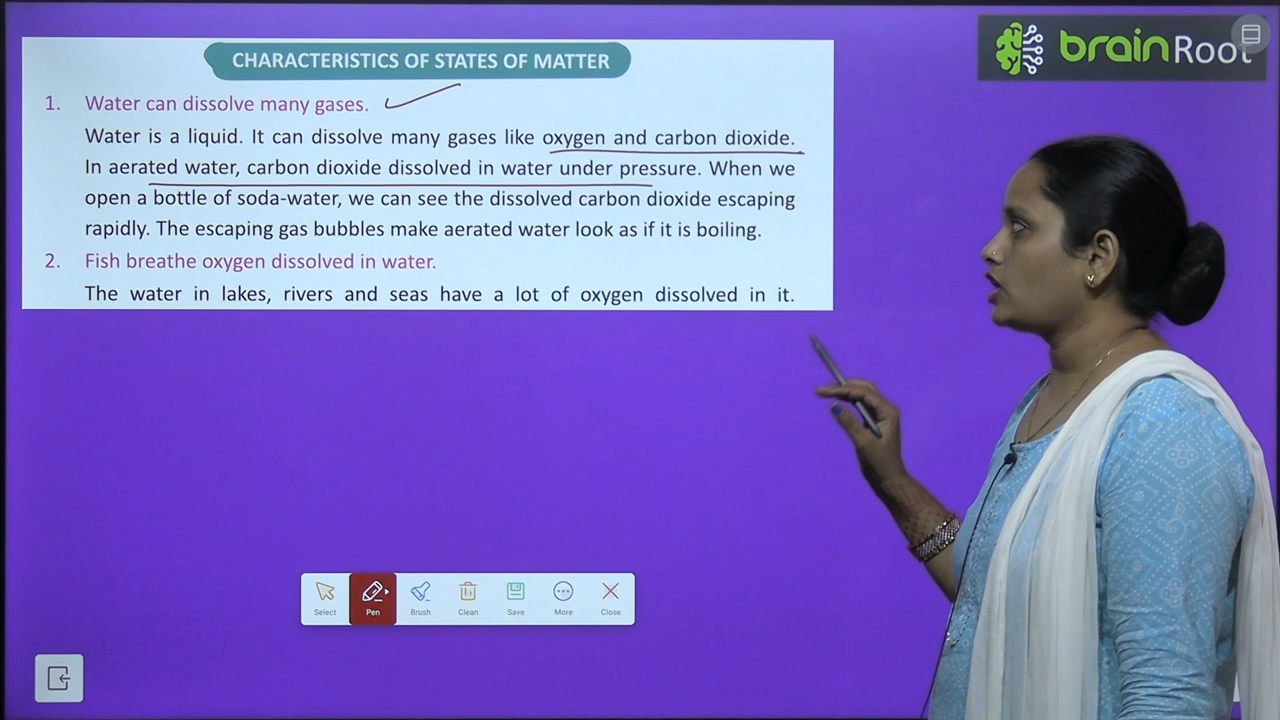 CHARACTERISTICS OF STATES OF MATTER
brainRoot
1. Water can dissolve many gases.
Water is a liquid. It can dissolve many gases like oxygen and carbon dioxide.
In aerated water, carbon dioxide dissolved in water under pressure. When we
open a bottle of soda-water, we can see the dissolved carbon dioxide escaping
rapidly. The escaping gas bubbles make aerated water look as if it is boiling.
2. Fish breathe oxygen dissolved in water.
The water in lakes, rivers and seas have a lot of oxygen dissolved in it.
Select Pen Brush Clean Save More Close